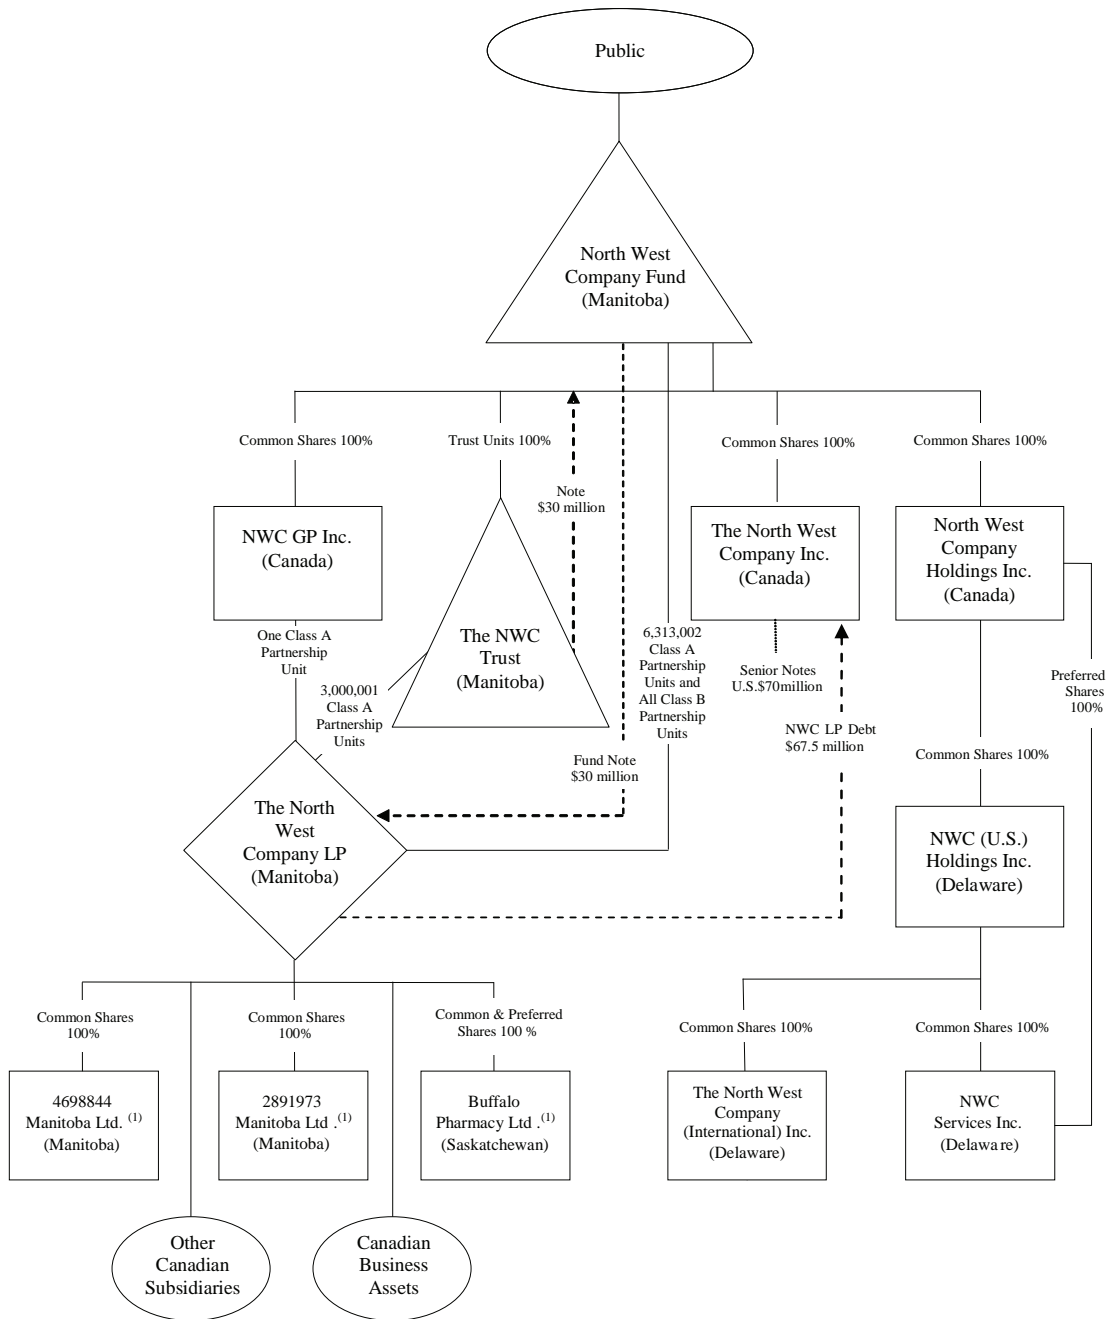 Public
North West
Company Fund
(Manitoba)
Common Shares 100%
Trust Units 100%
Common Shares 100%
Common Shares 100%
Note
$30 million
NWC GP Inc.
(Canada)
The North West
Company Inc.
(Canada)
North West
Company
Holdings Inc.
(Canada)
One Class A
Partnership
Unit
The NWC
Trust
(Manitoba)
6,313,002
Class A
Partnership
Units and
All Class B
Partnership
Units
Senior Notes
U.S.$70million
Preferred
Shares
100%
3,000,001
Class A
Partnership
Units
NWC LP Debt
$67.5 million
Fund Note
$30 million
Common Shares 100%
The North
West
Company LP
(Manitoba)
NWC (U.S.)
Holdings Inc.
(Delaware)
Common Shares
100%
Common Shares
100%
Common & Preferred
Shares 100 %
Common Shares 100%
Common Shares 100%
4698844
Manitoba Ltd. (1)
(Manitoba)
2891973
Manitoba Ltd .(1)
(Manitoba)
Buffalo
Pharmacy Ltd .(1)
(Saskatchewan)
The North West
Company
(International) Inc.
(Delaware)
NWC
Services Inc.
(Delaware)
Other
Canadian
Subsidiaries
Canadian
Business
Assets